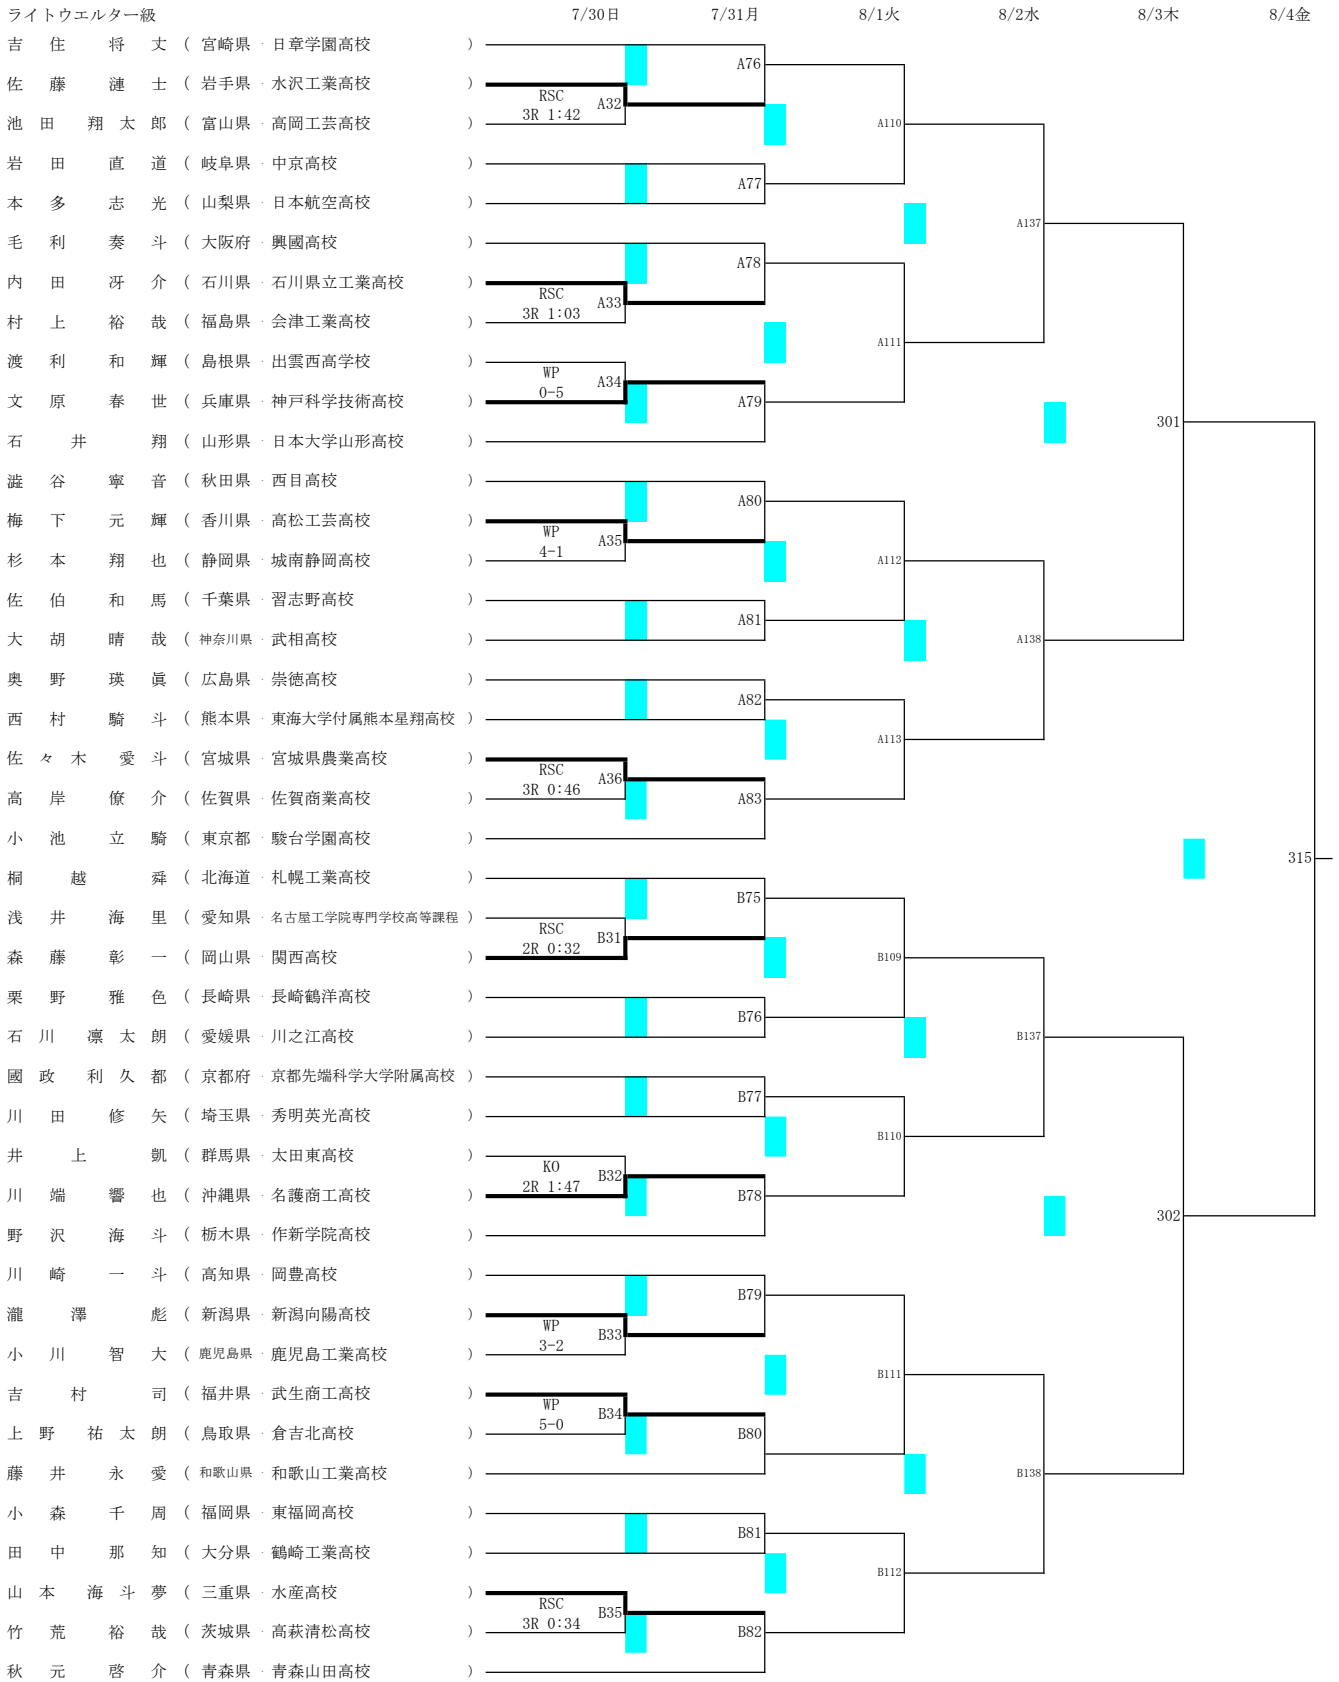 ライトウエルター級 7/30日 7/31月 8/1火 8/2水 8/3木 8/4金
吉住 将丈 (宮崎県・日章学園高校)
A76
佐藤 漣士 (岩手県・水沢工業高校)
RSC
3R 1:42
A32
池田 翔太郎 (富山県・高岡工芸高校)
A110
岩田 直道 (岐阜県・中京高校)
A77
本多 志光 (山梨県・日本航空高校)
A137
毛利 奏斗 (大阪府・興國高校)
A78
内田 冴介 (石川県・石川県立工業高校)
RSC
3R 1:03
A33
村上 裕哉 (福島県・会津工業高校)
A111
渡利 和輝 (島根県・出雲西高学校)
WP
0-5
A34
文原 春世 (兵庫県・神戸科学技術高校)
A79
301
石井 翔 (山形県・日本大学山形高校)
澁谷 寧音 (秋田県・西目高校)
A80
梅下 元輝 (香川県・高松工芸高校)
WP
4-1
A35
杉本 翔也 (静岡県・城南静岡高校)
A112
佐伯 和馬 (千葉県・習志野高校)
A81
大胡 晴哉 (神奈川県・武相高校)
A138
奥野 瑛眞 (広島県・崇徳高校)
A82
西村 騎斗 (熊本県・東海大学付属熊本星翔高校)
A113
佐々木 愛斗 (宮城県・宮城県農業高校)
RSC
3R 0:46
A36
高岸 僚介 (佐賀県・佐賀商業高校)
A83
小池 立騎 (東京都・駿台学園高校)
315
桐越 舜 (北海道・札幌工業高校)
B75
浅井 海里 (愛知県・名古屋工学院専門学校高等課程)
RSC
2R 0:32
B31
森藤 彰一 (岡山県・関西高校)
B109
栗野 雅色 (長崎県・長崎鶴洋高校)
B76
石川 凛太朗 (愛媛県・川之江高校)
B137
國政 利久都 (京都府・京都先端科学大学附属高校)
B77
川田 修矢 (埼玉県・秀明英光高校)
B110
井上 凱 (群馬県・太田東高校)
KO
2R 1:47
B32
川端 響也 (沖縄県・名護商工高校)
B78
302
野沢 海斗 (栃木県・作新学院高校)
川崎 一斗 (高知県・岡豊高校)
B79
瀧澤 彪 (新潟県・新潟向陽高校)
WP
3-2
B33
小川 智大 (鹿児島県・鹿児島工業高校)
B111
吉村 司 (福井県・武生商工高校)
WP
5-0
B34
上野 祐太朗 (鳥取県・倉吉北高校)
B80
藤井 永愛 (和歌山県・和歌山工業高校)
B138
小森 千周 (福岡県・東福岡高校)
B81
田中 那知 (大分県・鶴崎工業高校)
B112
山本 海斗夢 (三重県・水産高校)
RSC
3R 0:34
B35
竹荒 裕哉 (茨城県・高萩清松高校)
B82
秋元 啓介 (青森県・青森山田高校)